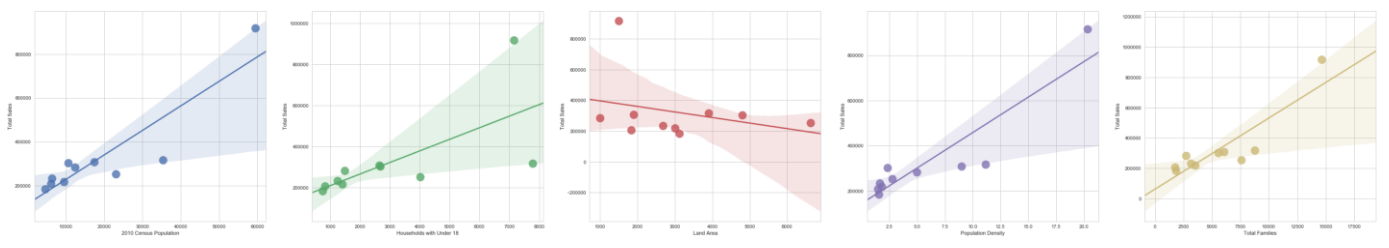 800000
600000
400000
200000
Total Sales
10000 20000 30000 40000 50000 60000
2010 Census Population
1000000
800000
600000
400000
200000
Total Sales
1000 2000 3000 4000 5000 6000 7000 8000
Households with Under 18
800000
600000
400000
200000
0
−200000
Total Sales
1000 2000 3000 4000 5000 6000
Land Area
800000
600000
400000
200000
Total Sales
2.5 5.0 7.5 10.0 12.5 15.0 17.5 20.0
Population Density
1200000
1000000
800000
600000
400000
200000
0
Total Sales
0 2500 5000 7500 10000 12500 15000 17500
Total Families